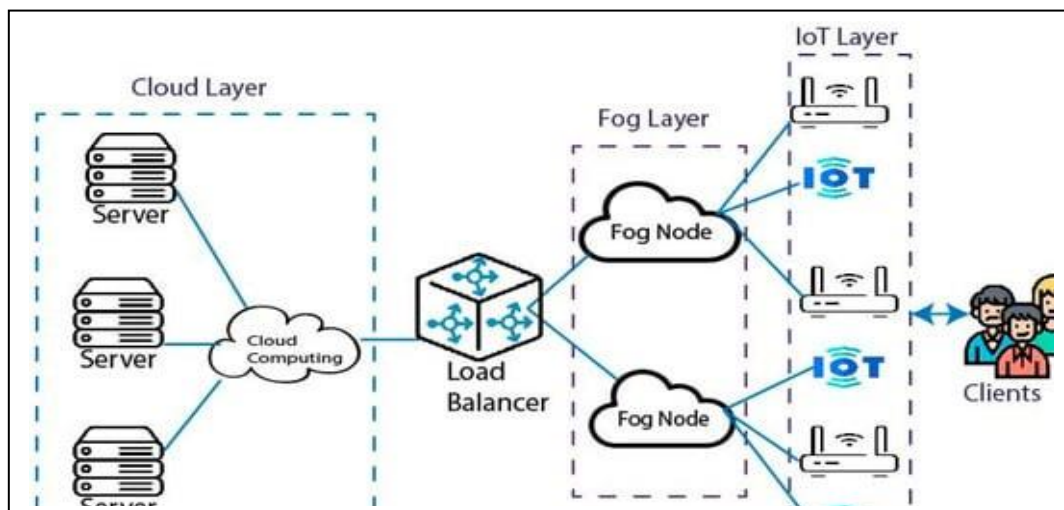 IoT Layer
Cloud Layer
Fog Layer
Server
IOT
Fog Node
Server
Cloud
Computing
Load
Balancer
IOT
Clients
Fog Node
Server